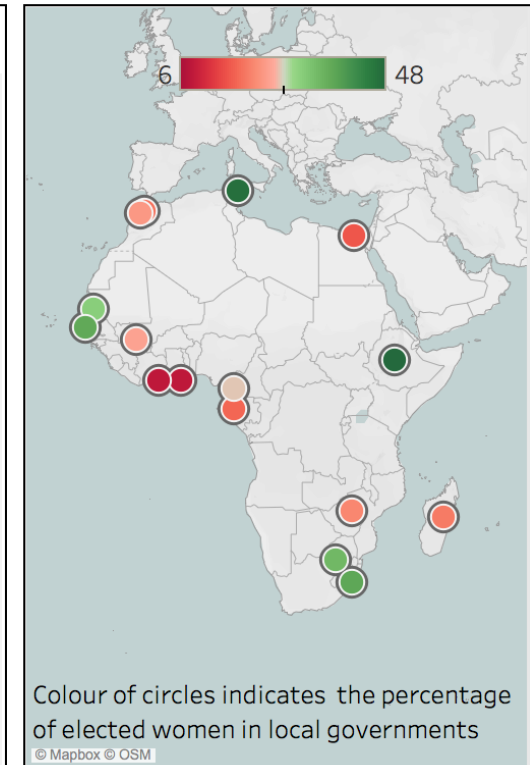 6 48
Colour of circles indicates the percentage
of elected women in local governments
© Mapbox © OSM